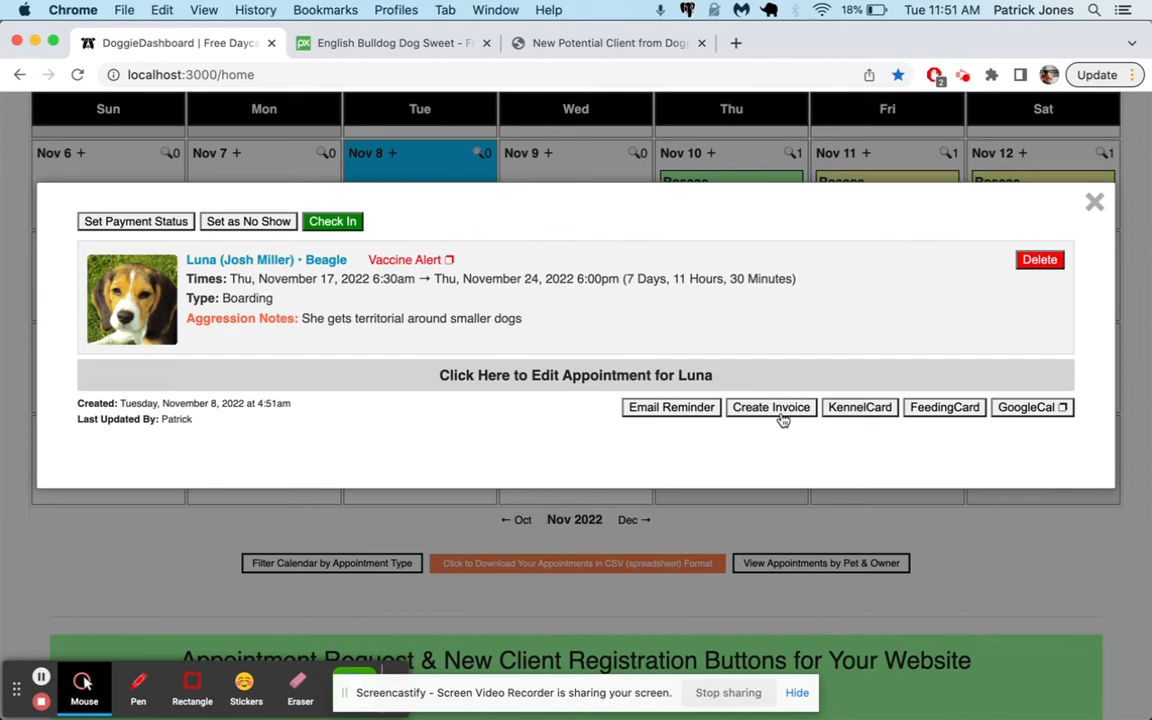 Chrome File Edit View History Bookmarks Profiles Tab Window Help 18% Tue 11:51 AM Patrick Jones
DoggieDashboard | Free Dayca
English Bulldog Dog Sweet - F
New Potential Client from Dogg
localhost:3000/home
2
Update
Sun Mon Tue Wed Thu Fri Sat
Nov 6 + 0 Nov 7 + 0 Nov 8 + 0 Nov 9 + 0 Nov 10 + 1 Nov 11 + 1 Nov 12 + 1
Roscoe Roscoe Roscoe
Set Payment Status Set as No Show Check In
Luna (Josh Miller) • Beagle Vaccine Alert Delete
Times: Thu, November 17, 2022 6:30am → Thu, November 24, 2022 6:00pm (7 Days, 11 Hours, 30 Minutes)
Type: Boarding
Aggression Notes: She gets territorial around smaller dogs
Click Here to Edit Appointment for Luna
Created: Tuesday, November 8, 2022 at 4:51am
Last Updated By: Patrick
Email Reminder Create Invoice KennelCard FeedingCard GoogleCal
← Oct Nov 2022 Dec →
Filter Calendar by Appointment Type Click to Download Your Appointments in CSV (spreadsheet) Format View Appointments by Pet & Owner
Appointment Request & New Client Registration Buttons for Your Website
Mouse Pen Rectangle Stickers Eraser
Screencastify - Screen Video Recorder is sharing your screen. Stop sharing Hide